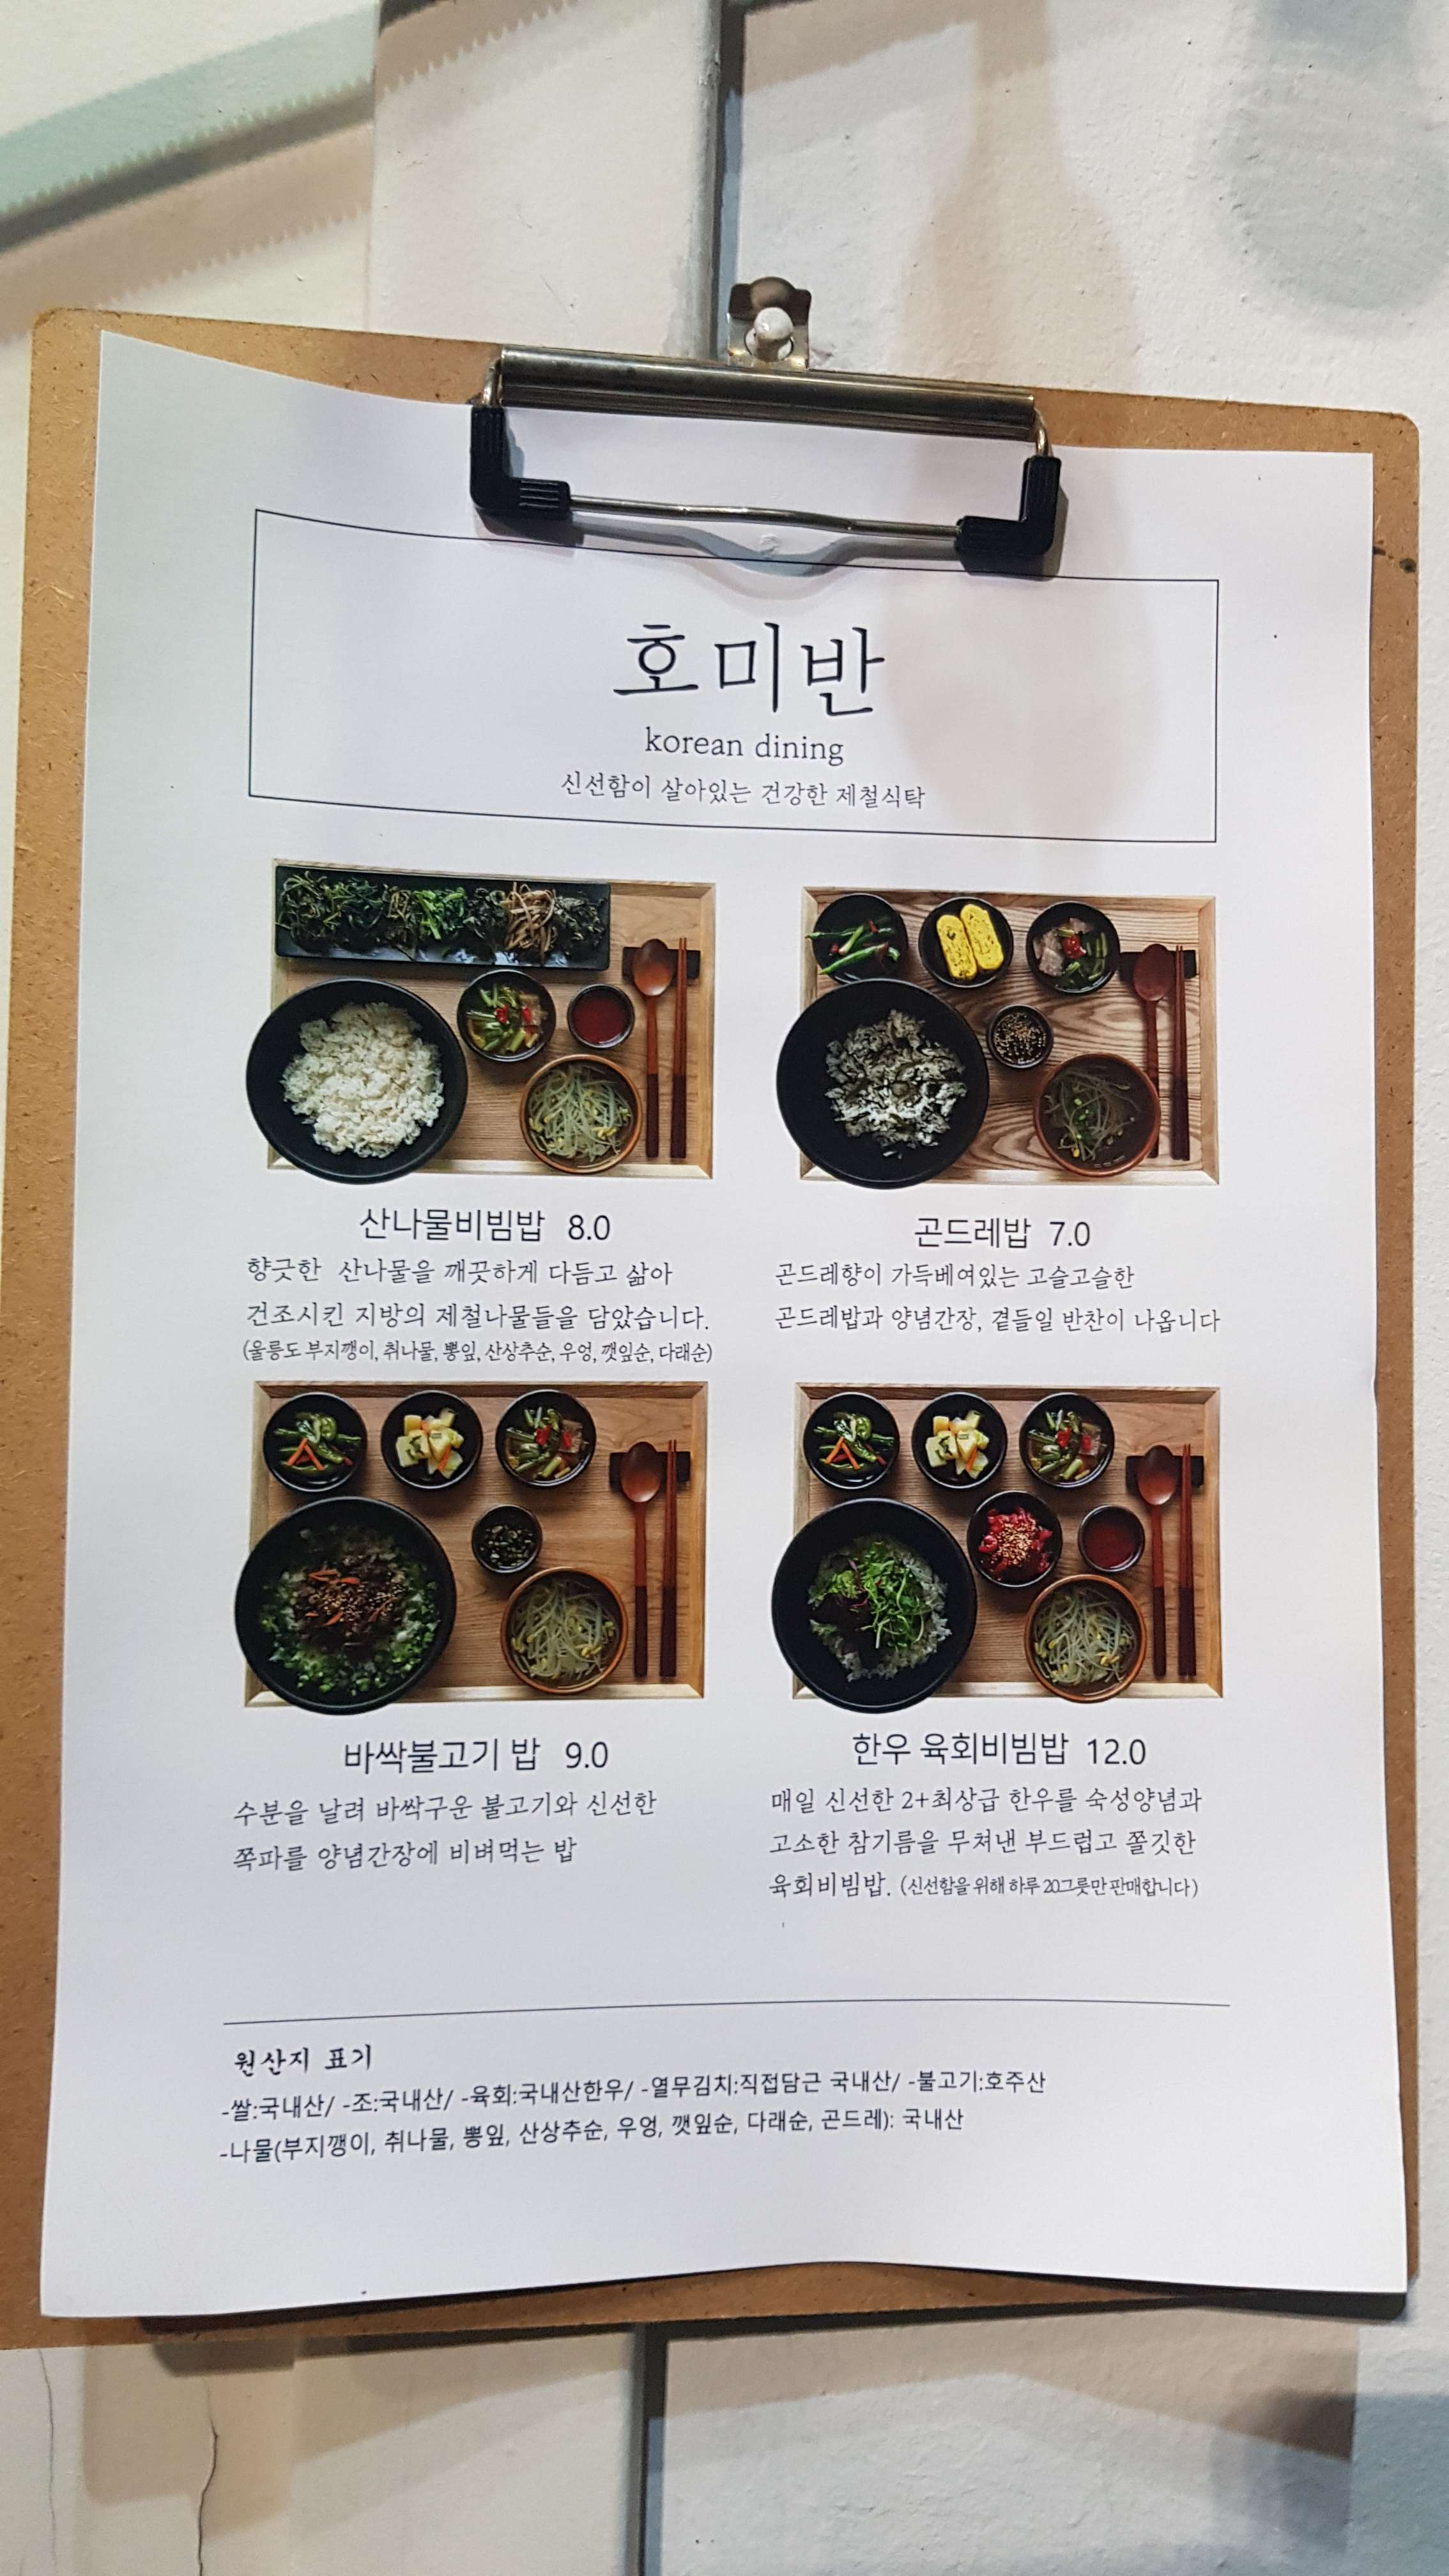 호미반
korean dining
신선함이 살아있는 건강한 제철식탁
산나물비빔밥 8.0
향긋한 산나물을 깨끗하게 다듬고 삶아
건조시킨 지방의 제철나물들을 담았습니다.
(울릉도 부지깽이, 취나물, 뽕잎, 산상추순, 우엉, 깻잎순, 다래순)
곤드레밥 7.0
곤드레향이 가득베여있는 고슬고슬한
곤드레밥과 양념간장, 곁들일 반찬이 나옵니다
바싹불고기 밥 9.0
수분을 날려 바싹구운 불고기와 신선한
쪽파를 양념간장에 비벼먹는 밥
한우 육회비빔밥 12.0
매일 신선한 2+최상급 한우를 숙성양념과
고소한 참기름을 무쳐낸 부드럽고 쫄깃한
육회비빔밥. (신선함을 위해 하루 20그릇만 판매합니다)
원산지 표기
-쌀:국내산/ -조:국내산/ -육회:국내산한우/ -열무김치:직접담근 국내산/ -불고기:호주산
-나물(부지깽이, 취나물, 뽕잎, 산상추순, 우엉, 깻잎순, 다래순, 곤드레): 국내산